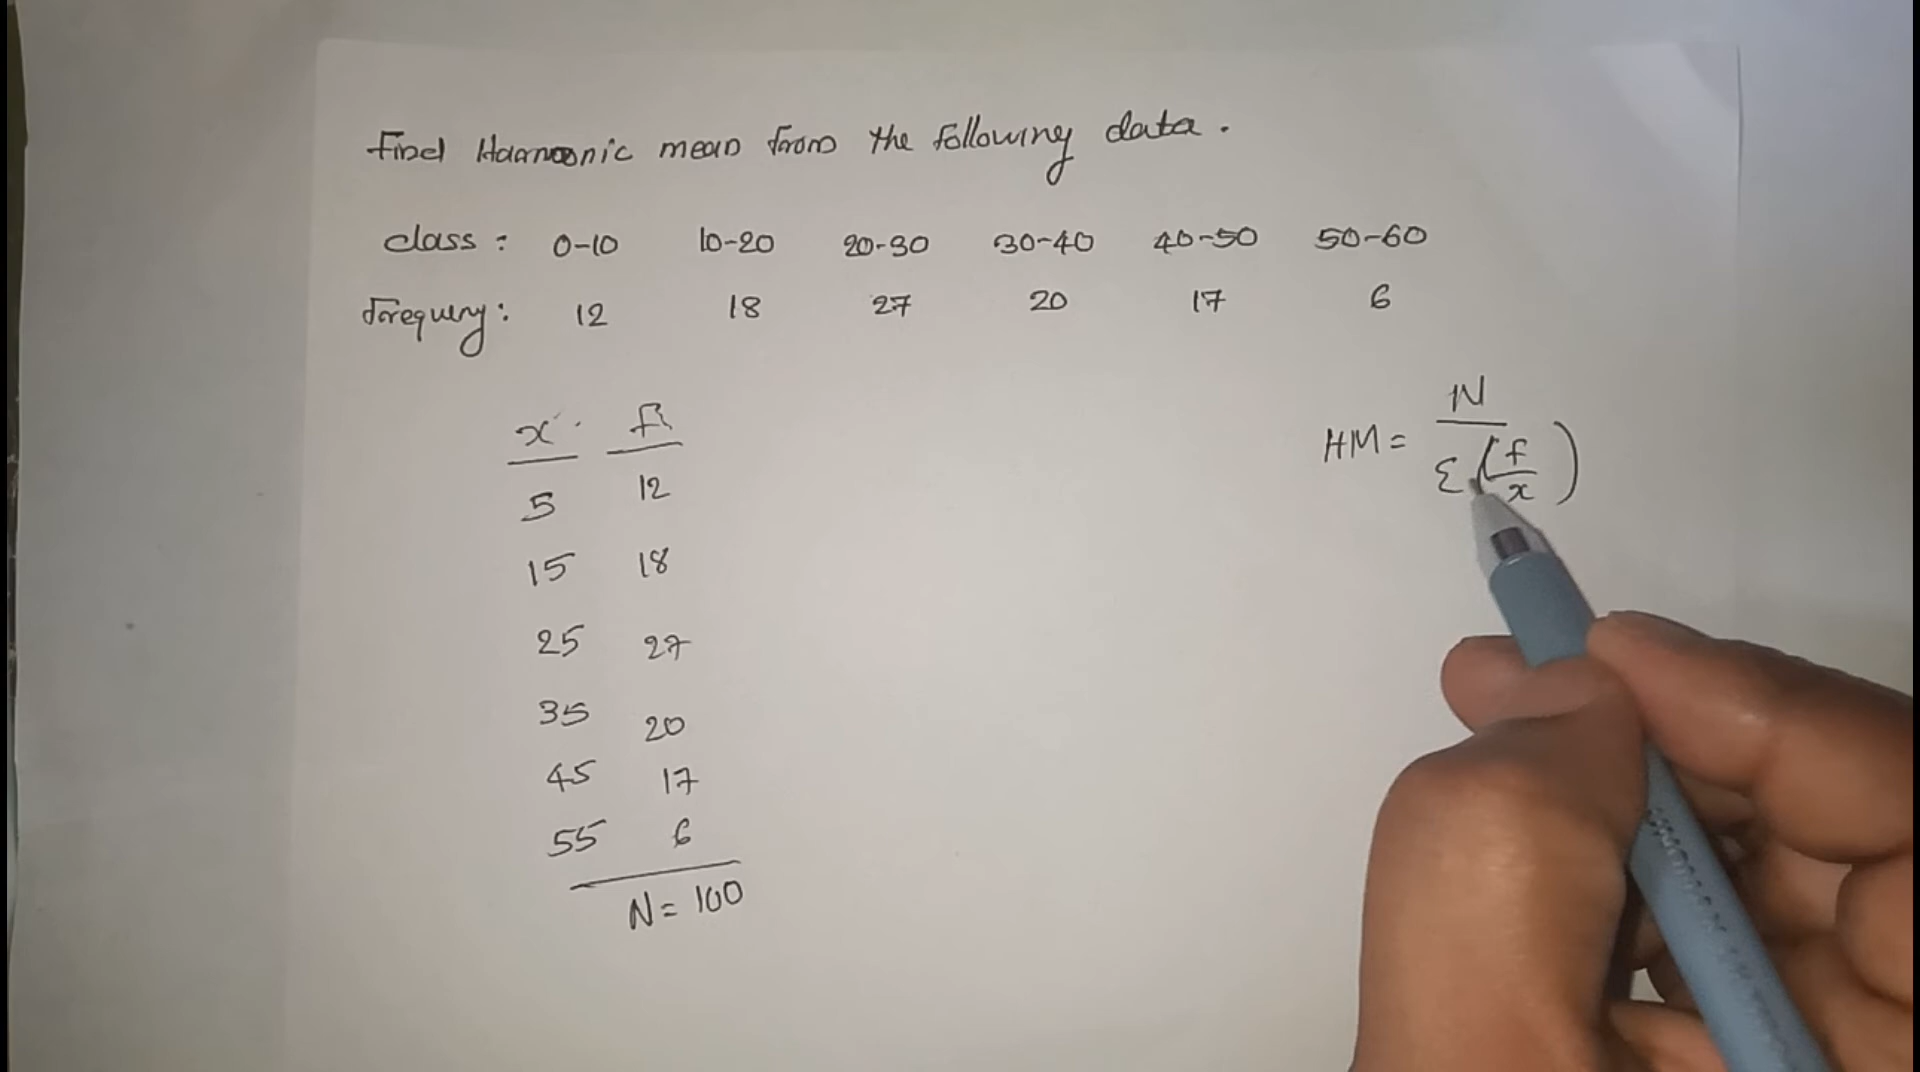 Find Harmonic mean from the following data.
class : 0-10 10-20 20-30 30-40 40-50 50-60
frequency : 12 18 27 20 17 6
x f
5 12
15 18
25 27
35 20
45 17
55 6
N = 100
HM = N / Σ (f/x)